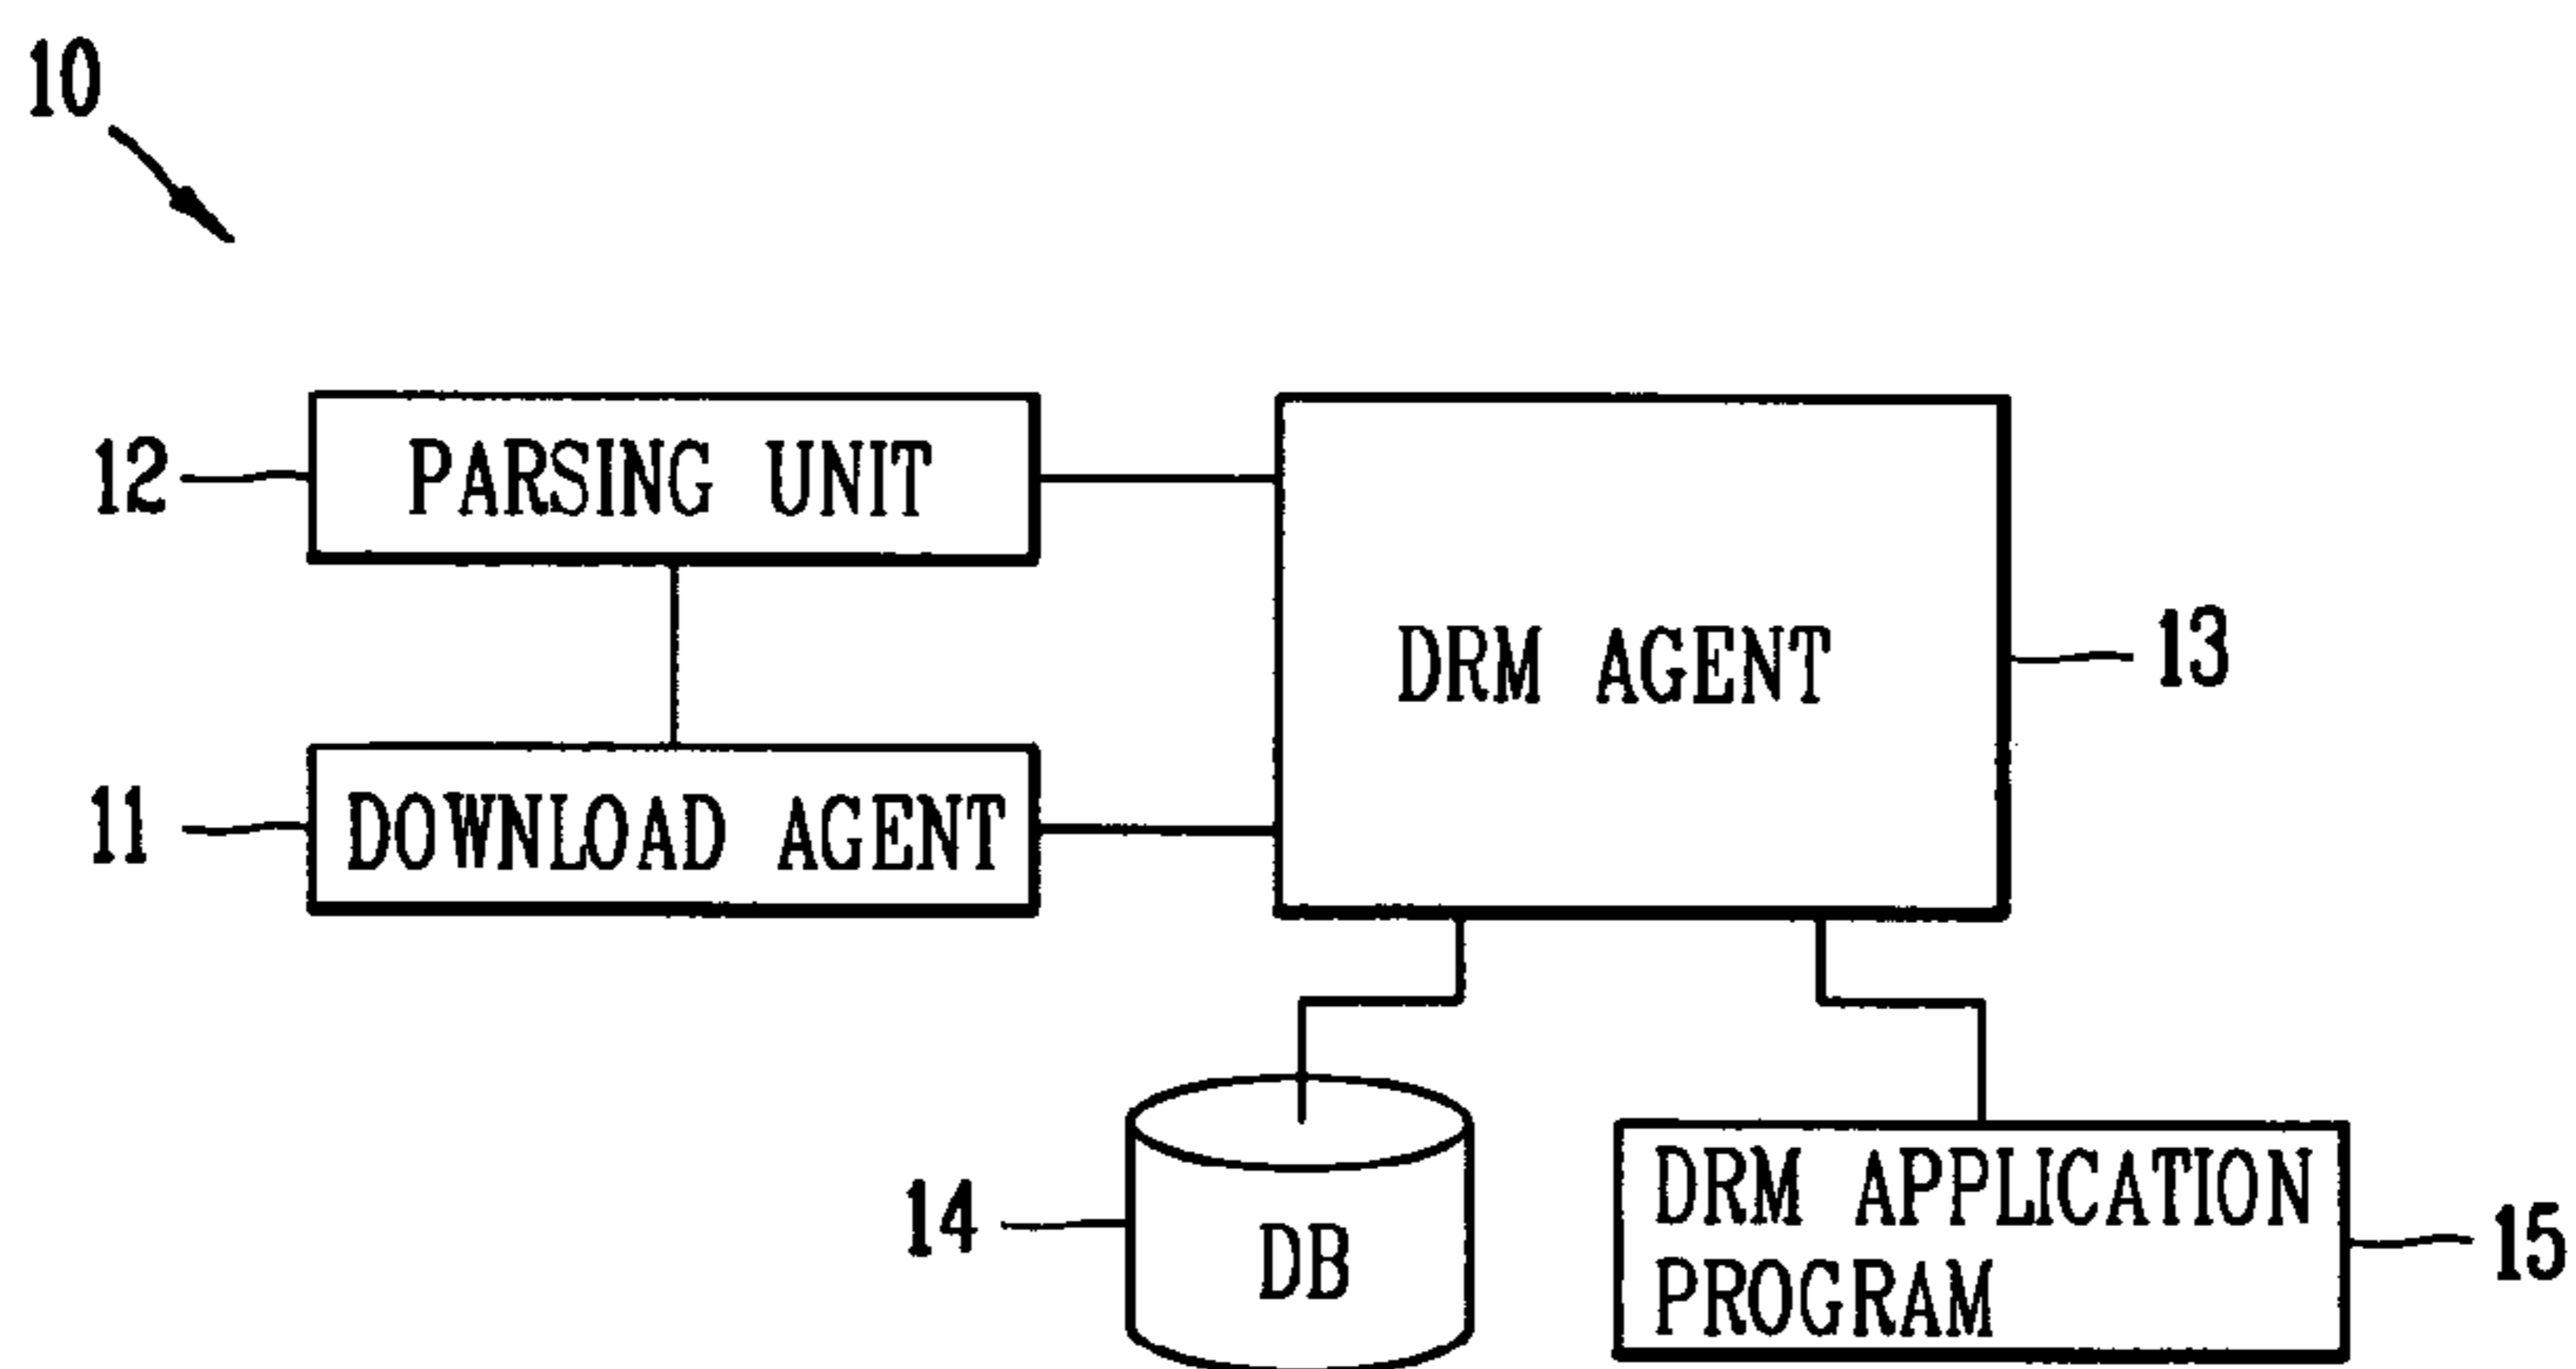 10
12
PARSING UNIT
DRM AGENT
13
11
DOWNLOAD AGENT
14
DB
DRM APPLICATION
PROGRAM
15